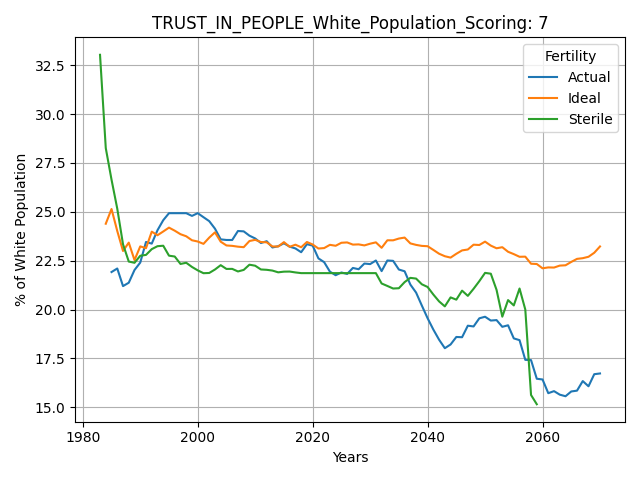 TRUST_IN_PEOPLE_White_Population_Scoring: 7
Fertility
Actual
Ideal
Sterile
% of White Population
32.5
30.0
27.5
25.0
22.5
20.0
17.5
15.0
1980 2000 2020 2040 2060
Years